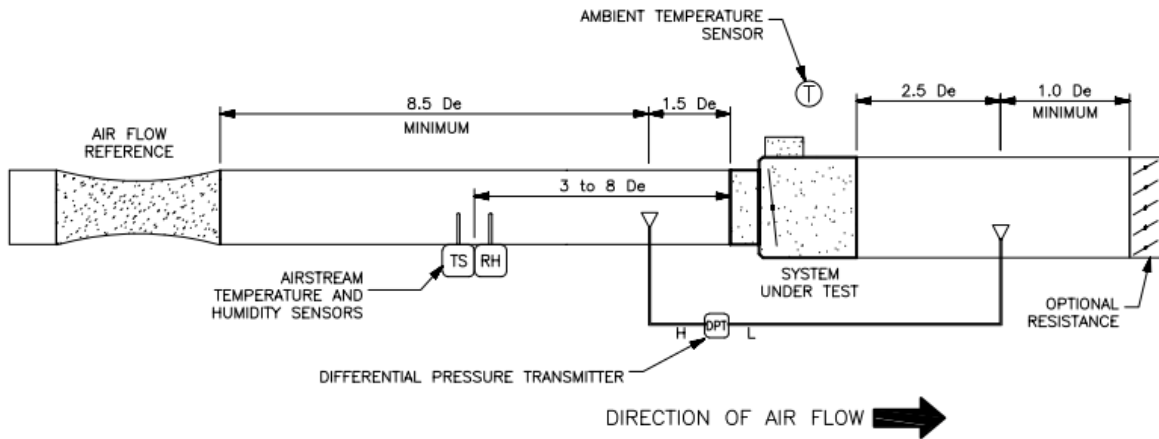 AMBIENT TEMPERATURE
SENSOR
T
8.5 De
MINIMUM
1.5 De
2.5 De
1.0 De
MINIMUM
AIR FLOW
REFERENCE
3 to 8 De
TS
RH
AIRSTREAM
TEMPERATURE AND
HUMIDITY SENSORS
SYSTEM
UNDER TEST
OPTIONAL
RESISTANCE
H
DPT
L
DIFFERENTIAL PRESSURE TRANSMITTER
DIRECTION OF AIR FLOW